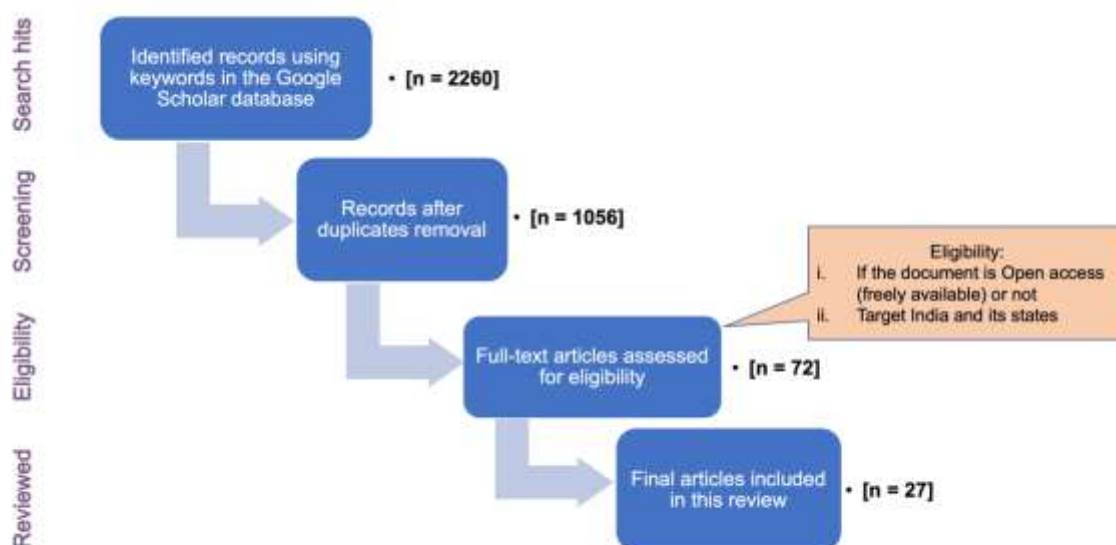 Search hits
Identified records using
keywords in the Google
Scholar database
• [n = 2260]
Screening
Records after
duplicates removal
• [n = 1056]
Eligibility:
i. If the document is Open access
(freely available) or not
ii. Target India and its states
Eligibility
Full-text articles assessed
for eligibility
• [n = 72]
Reviewed
Final articles included
in this review
• [n = 27]